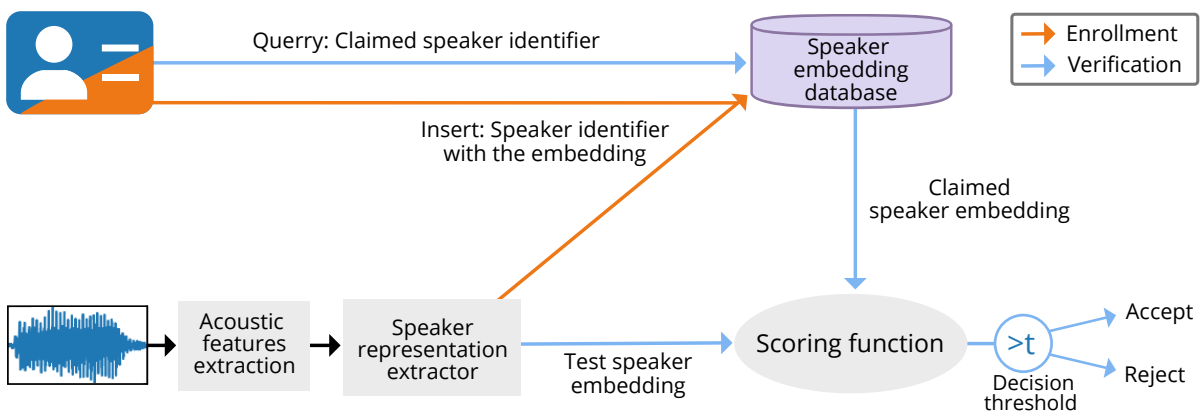 Querry: Claimed speaker identifier
Speaker
embedding
database
Enrollment
Verification
Insert: Speaker identifier
with the embedding
Claimed
speaker embedding
Acoustic
features
extraction
Speaker
representation
extractor
Test speaker
embedding
Scoring function
>t
Decision
threshold
Accept
Reject